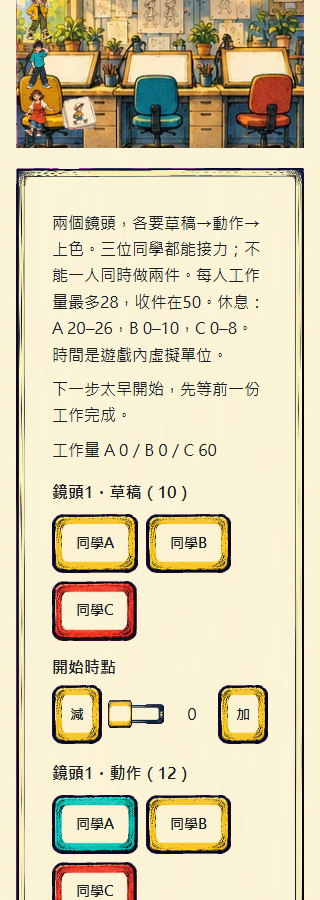 兩個鏡頭，各要草稿→動作→
上色。三位同學都能接力；不
能一人同時做兩件。每人工作
量最多28，收件在50。休息：
A 20–26，B 0–10，C 0–8。
時間是遊戲內虛擬單位。
下一步太早開始，先等前一份
工作完成。
工作量 A 0 / B 0 / C 60
鏡頭1・草稿（10）
同學A 同學B
同學C
開始時點
減 0 加
鏡頭1・動作（12）
同學A 同學B
同學C